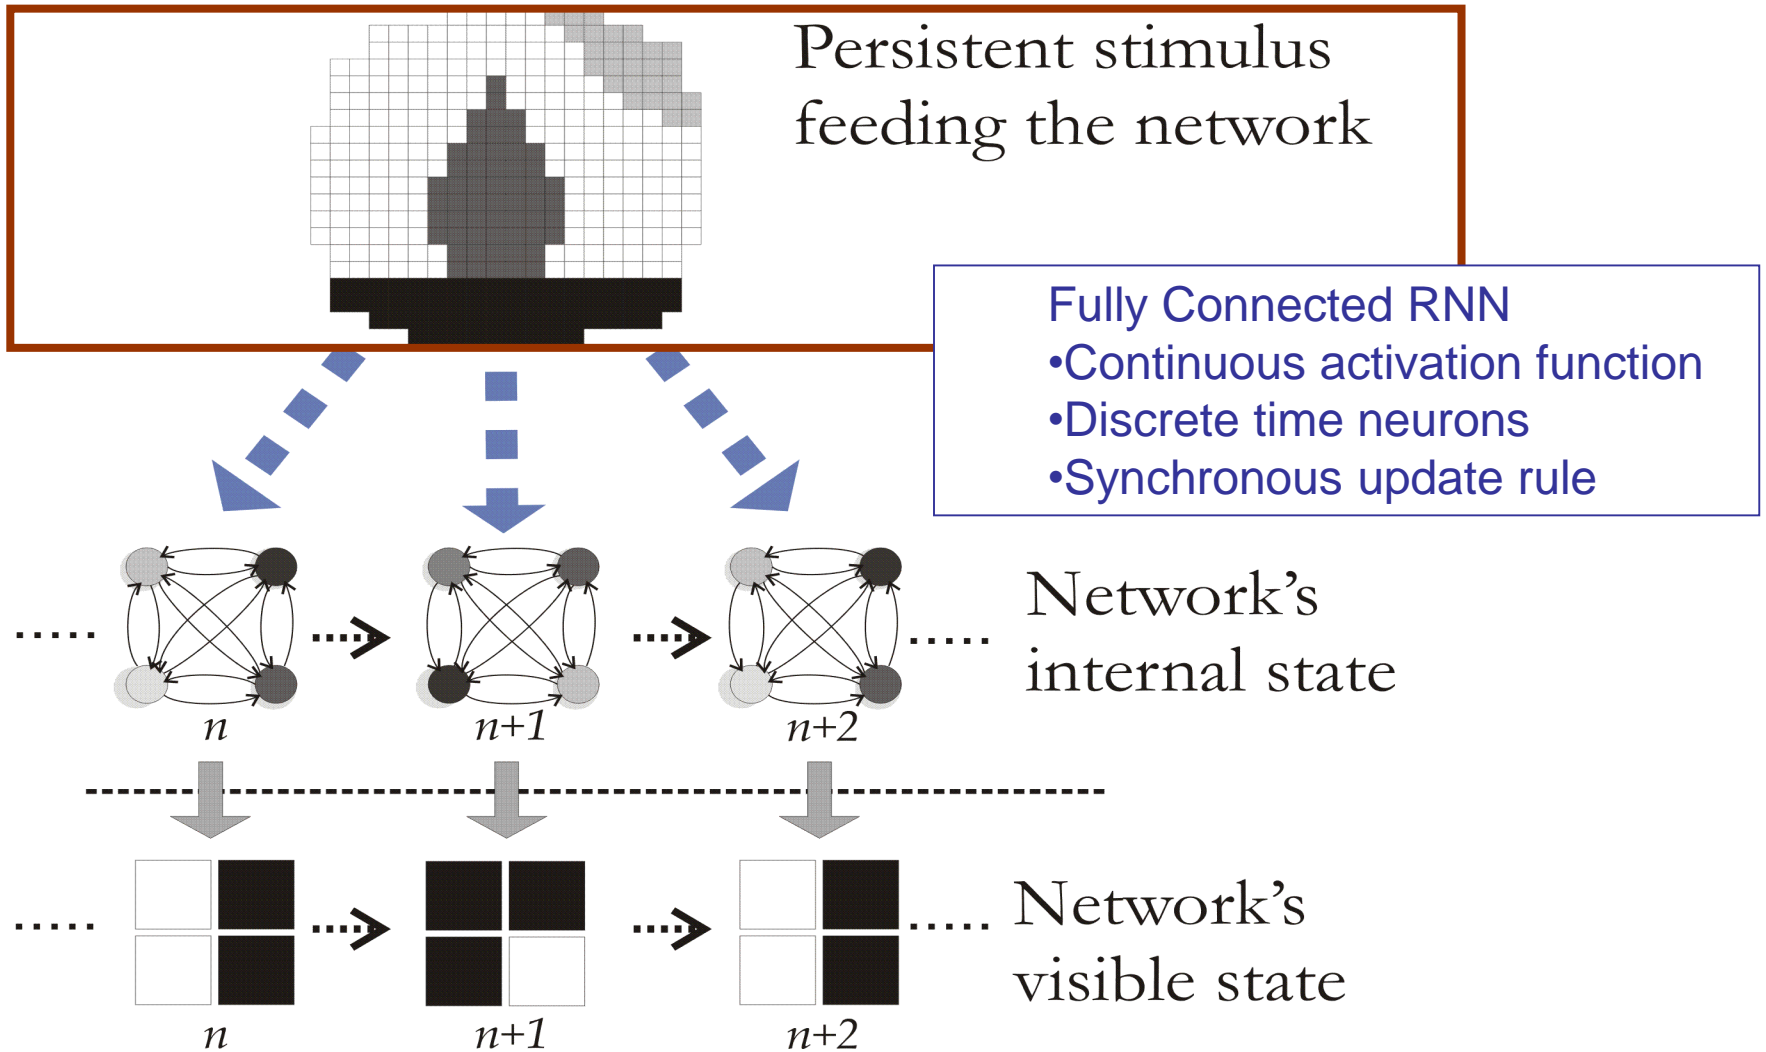 Persistent stimulus
feeding the network
Fully Connected RNN
•Continuous activation function
•Discrete time neurons
•Synchronous update rule
Network’s
internal state
n
n+1
n+2
Network’s
visible state
n
n+1
n+2